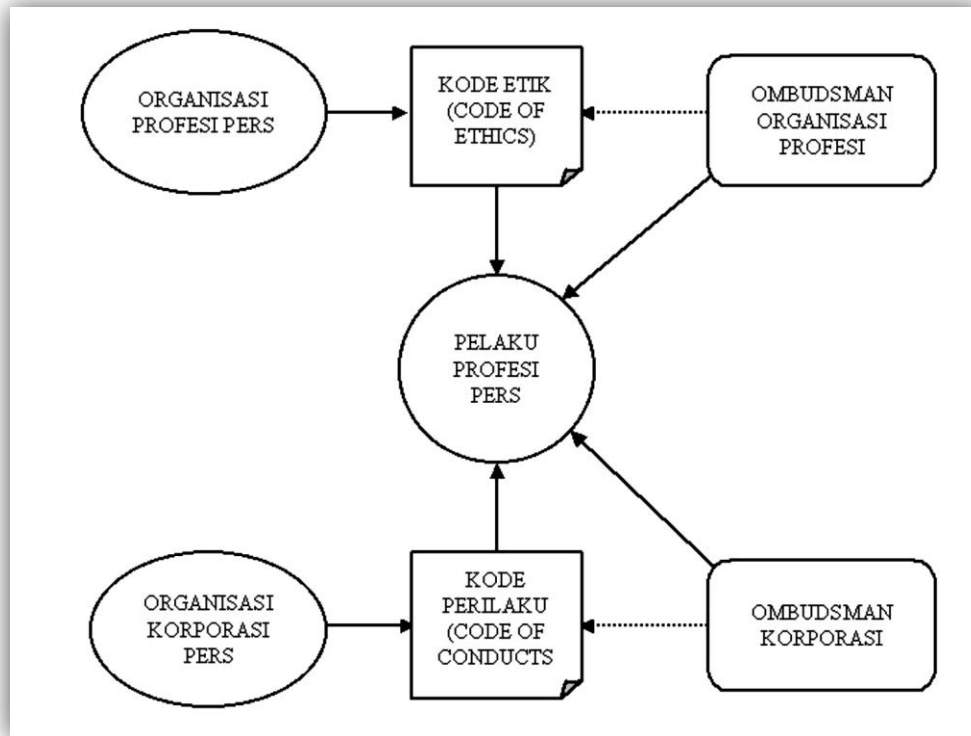 ORGANISASI
PROFESI PERS
KODE ETIK
(CODE OF
ETHICS)
OMBUDSMAN
ORGANISASI
PROFESI
PELAKU
PROFESI
PERS
ORGANISASI
KORPORASI
PERS
KODE
PERILAKU
(CODE OF
CONDUCTS
OMBUDSMAN
KORPORASI